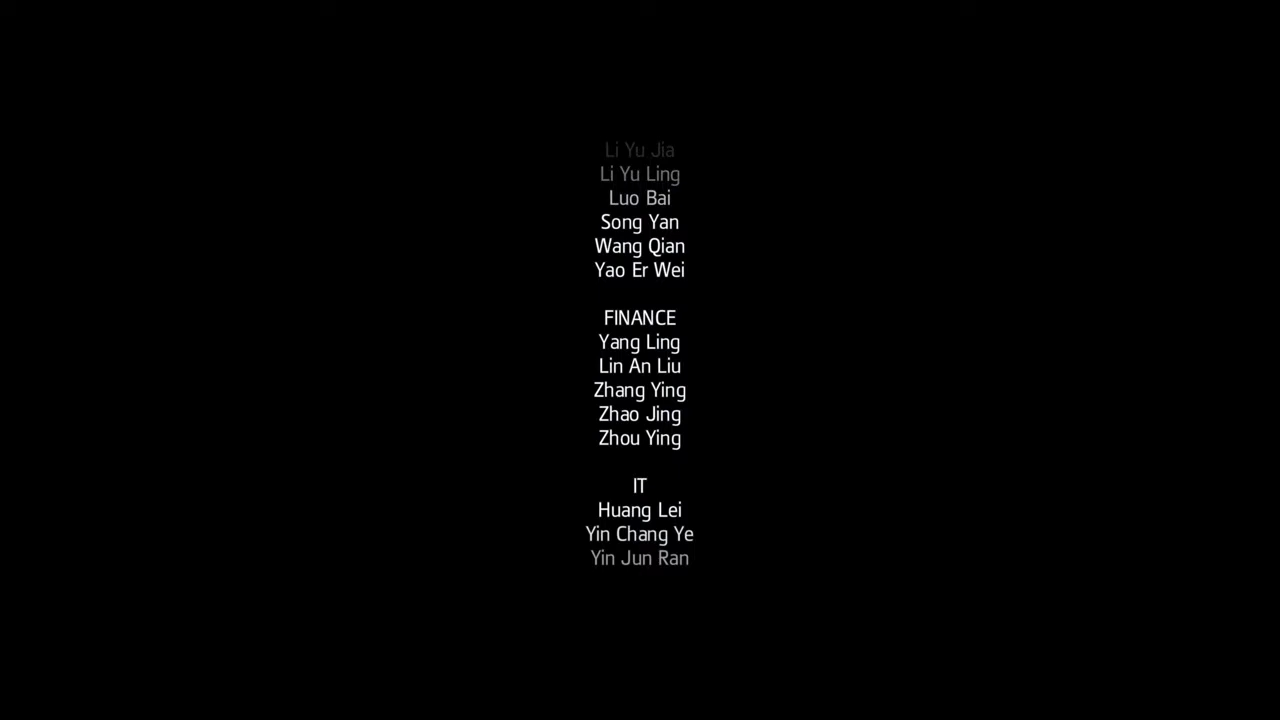 Li Yu Jia
Li Yu Ling
Luo Bai
Song Yan
Wang Qian
Yao Er Wei
FINANCE
Yang Ling
Lin An Liu
Zhang Ying
Zhao Jing
Zhou Ying
IT
Huang Lei
Yin Chang Ye
Yin Jun Ran